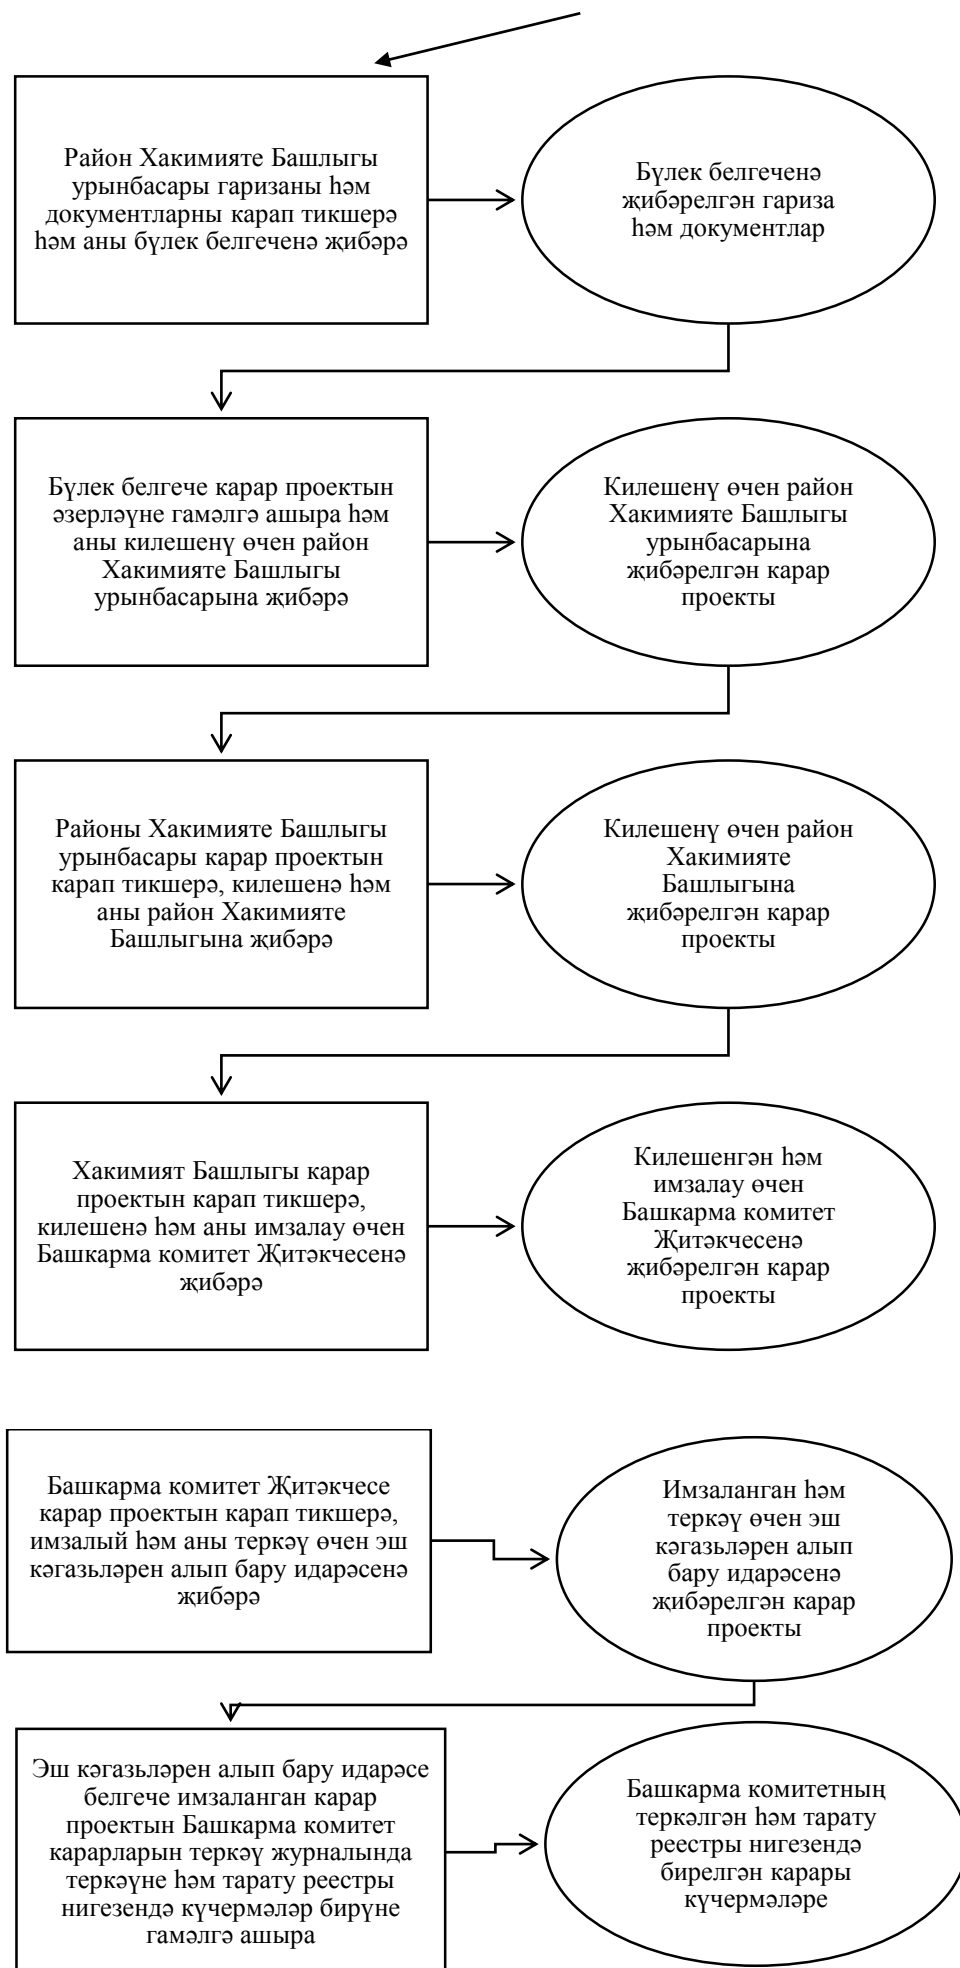 Район Хакимияте Башлыгы
урынбасары гаризаны һәм
документларны карап тикшерә
һәм аны бүлек белгеченә җибәрә
Бүлек белгеченә
җибәрелгән гариза
һәм документлар
Бүлек белгече карар проектын
әзерләүне гамәлгә ашыра һәм
аны килешенү өчен район
Хакимияте Башлыгы
урынбасарына җибәрә
Килешенү өчен район
Хакимияте Башлыгы
урынбасарына
җибәрелгән карар
проекты
Районы Хакимияте Башлыгы
урынбасары карар проектын
карап тикшерә, килешенә һәм
аны район Хакимияте
Башлыгына җибәрә
Килешенү өчен район
Хакимияте
Башлыгына
җибәрелгән карар
проекты
Хакимият Башлыгы карар
проектын карап тикшерә,
килешенә һәм аны имзалау өчен
Башкарма комитет Җитәкчесенә
җибәрә
Килешенгән һәм
имзалау өчен
Башкарма комитет
Җитәкчесенә
җибәрелгән карар
проекты
Башкарма комитет Җитәкчесе
карар проектын карап тикшерә,
имзалый һәм аны теркәү өчен эш
кәгазьләрен алып бару идарәсенә
җибәрә
Имзаланган һәм
теркәү өчен эш
кәгазьләрен алып
бару идарәсенә
җибәрелгән карар
проекты
Эш кәгазьләрен алып бару идарәсе
белгече имзаланган карар
проектын Башкарма комитет
карарларын теркәү журналында
теркәүне һәм тарату реестры
нигезендә күчермәләр бирүне
гамәлгә ашыра
Башкарма комитетның
теркәлгән һәм тарату
реестры нигезендә
бирелгән карары
күчермәләре